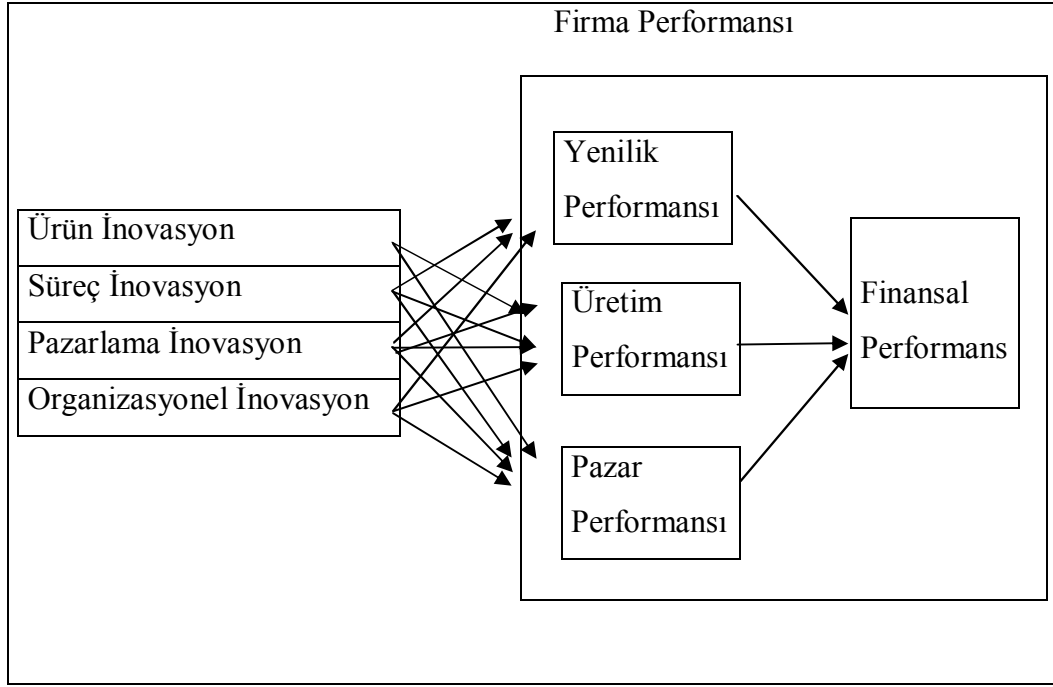 Firma Performansı
Ürün İnovasyon
Süreç İnovasyon
Pazarlama İnovasyon
Organizasyonel İnovasyon
Yenilik
Performansı
Üretim
Performansı
Pazar
Performansı
Finansal
Performans